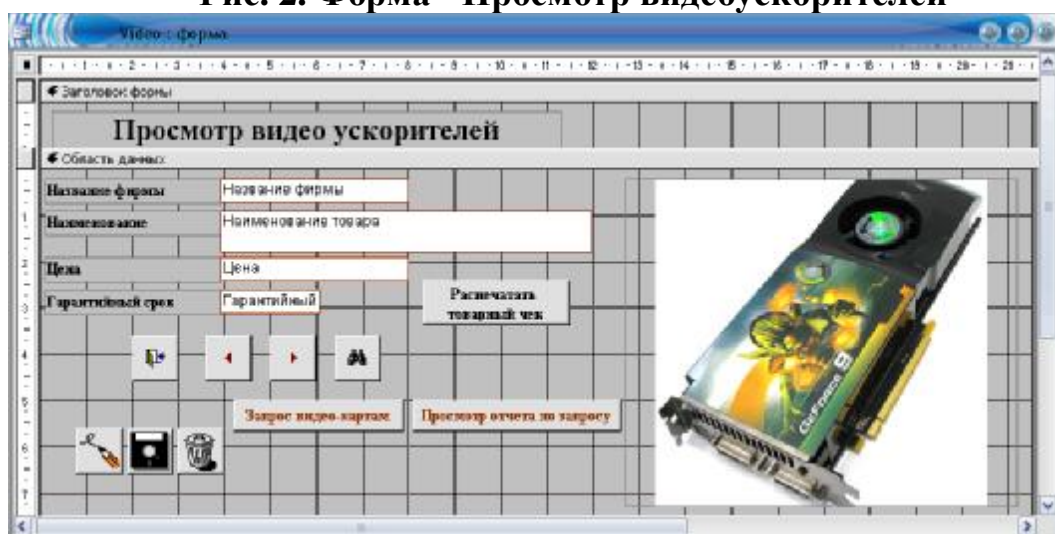 Рис. 2. Форма - Просмотр видеоускорителей
Video : форма
Заголовок формы
Просмотр видео ускорителей
Область данных
Название фирмы Название фирмы
Наименование Наименование товара
Цена Цена
Гарантийный срок Гарантийный
Распечатать
товарный чек
Запрос видео-картам Просмотр отчета по запросу
GEFORCE 9